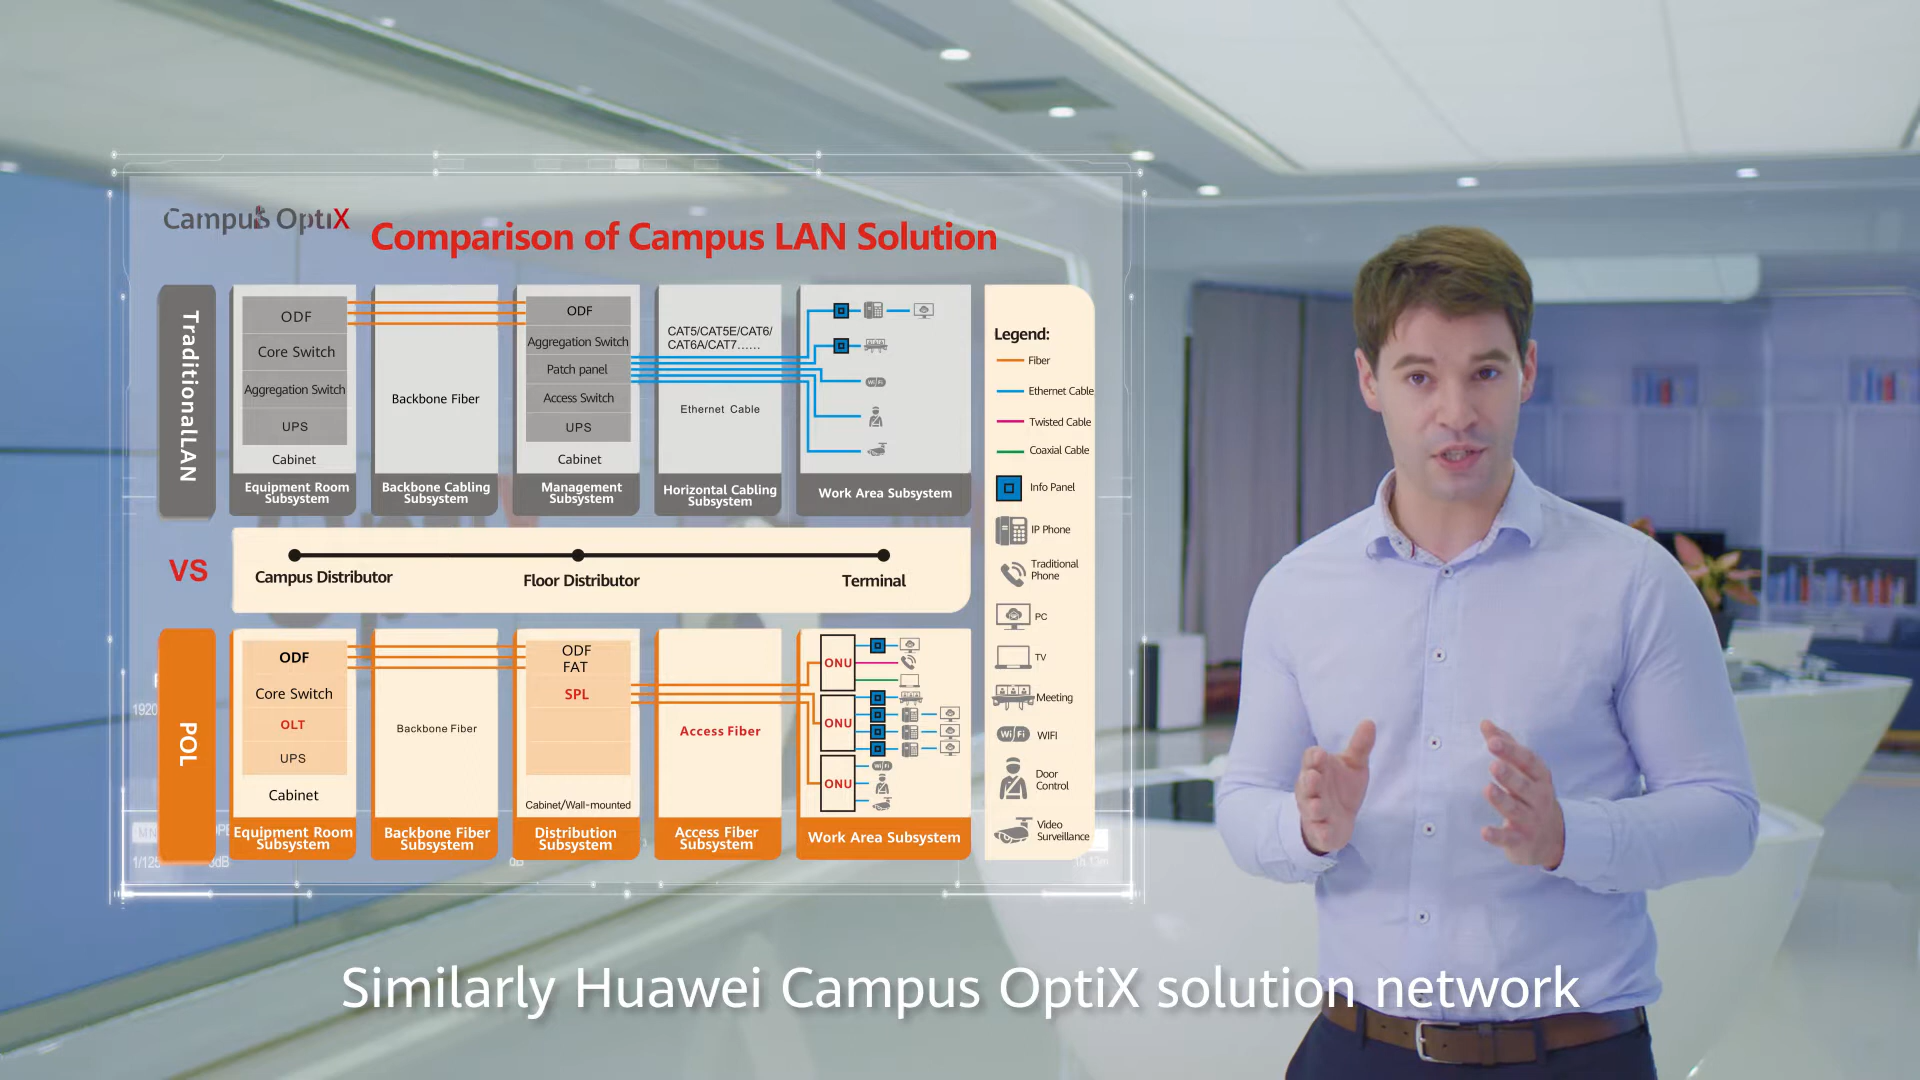 Campus OptiX
Comparison of Campus LAN Solution
TraditionalLAN
ODF
Core Switch
Aggregation Switch
UPS
Cabinet
Equipment Room
Subsystem
Backbone Fiber
Backbone Cabling
Subsystem
ODF
Aggregation Switch
Patch panel
Access Switch
UPS
Cabinet
Management
Subsystem
CAT5/CAT5E/CAT6/
CAT6A/CAT7......
Ethernet Cable
Horizontal Cabling
Subsystem
WiFi
Work Area Subsystem
VS
Campus Distributor
Floor Distributor
Terminal
POL
ODF
Core Switch
OLT
UPS
Cabinet
Equipment Room
Subsystem
Backbone Fiber
Backbone Fiber
Subsystem
ODF
FAT
SPL
Cabinet/Wall-mounted
Distribution
Subsystem
Access Fiber
Access Fiber
Subsystem
ONU
ONU
ONU
WiFi
Work Area Subsystem
Legend:
Fiber
Ethernet Cable
Twisted Cable
Coaxial Cable
Info Panel
IP Phone
Traditional
Phone
PC
TV
Meeting
WiFi
WIFI
Door
Control
Video
Surveillance
1920
1/125
Similarly Huawei Campus OptiX solution network